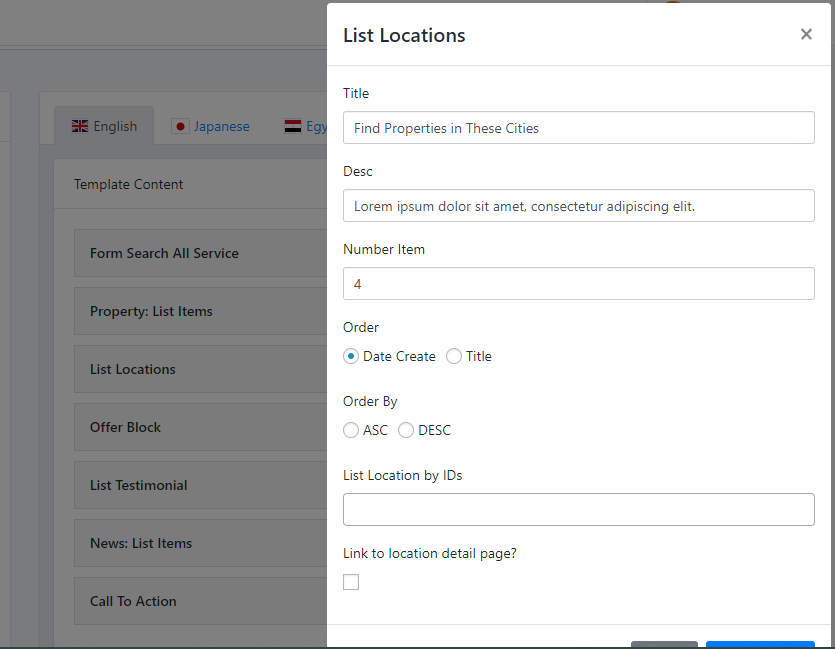 List Locations
×
Title
Find Properties in These Cities
Desc
Lorem ipsum dolor sit amet, consectetur adipiscing elit.
Number Item
4
Order
Date Create Title
Order By
ASC DESC
List Location by IDs
Link to location detail page?
English Japanese Egy
Template Content
Form Search All Service
Property: List Items
List Locations
Offer Block
List Testimonial
News: List Items
Call To Action